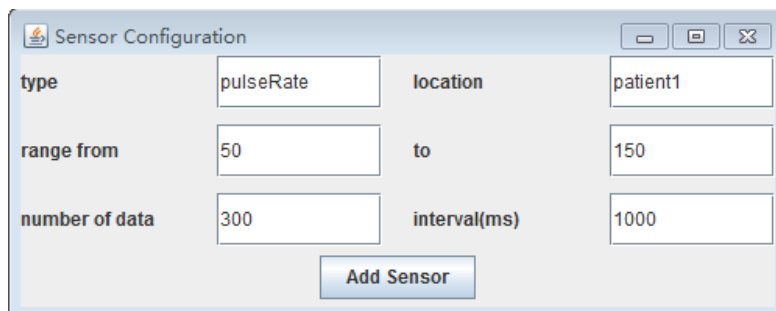 Sensor Configuration
type pulseRate location patient1
range from 50 to 150
number of data 300 interval(ms) 1000
Add Sensor